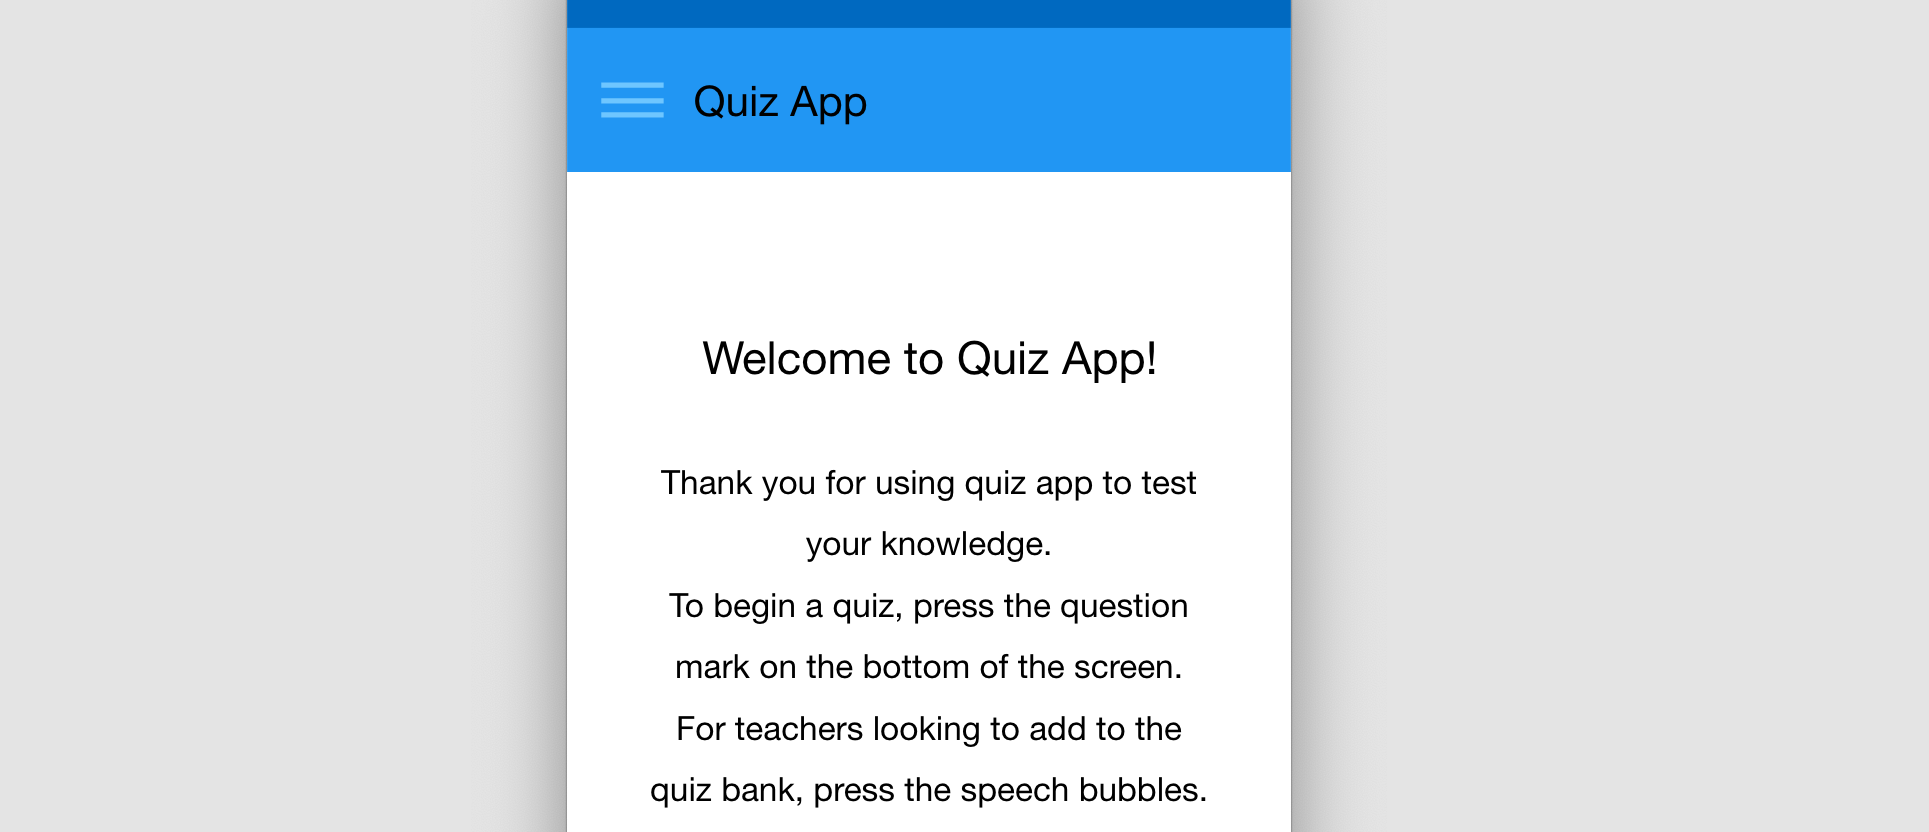 Quiz App
Welcome to Quiz App!
Thank you for using quiz app to test
your knowledge.
To begin a quiz, press the question
mark on the bottom of the screen.
For teachers looking to add to the
quiz bank, press the speech bubbles.